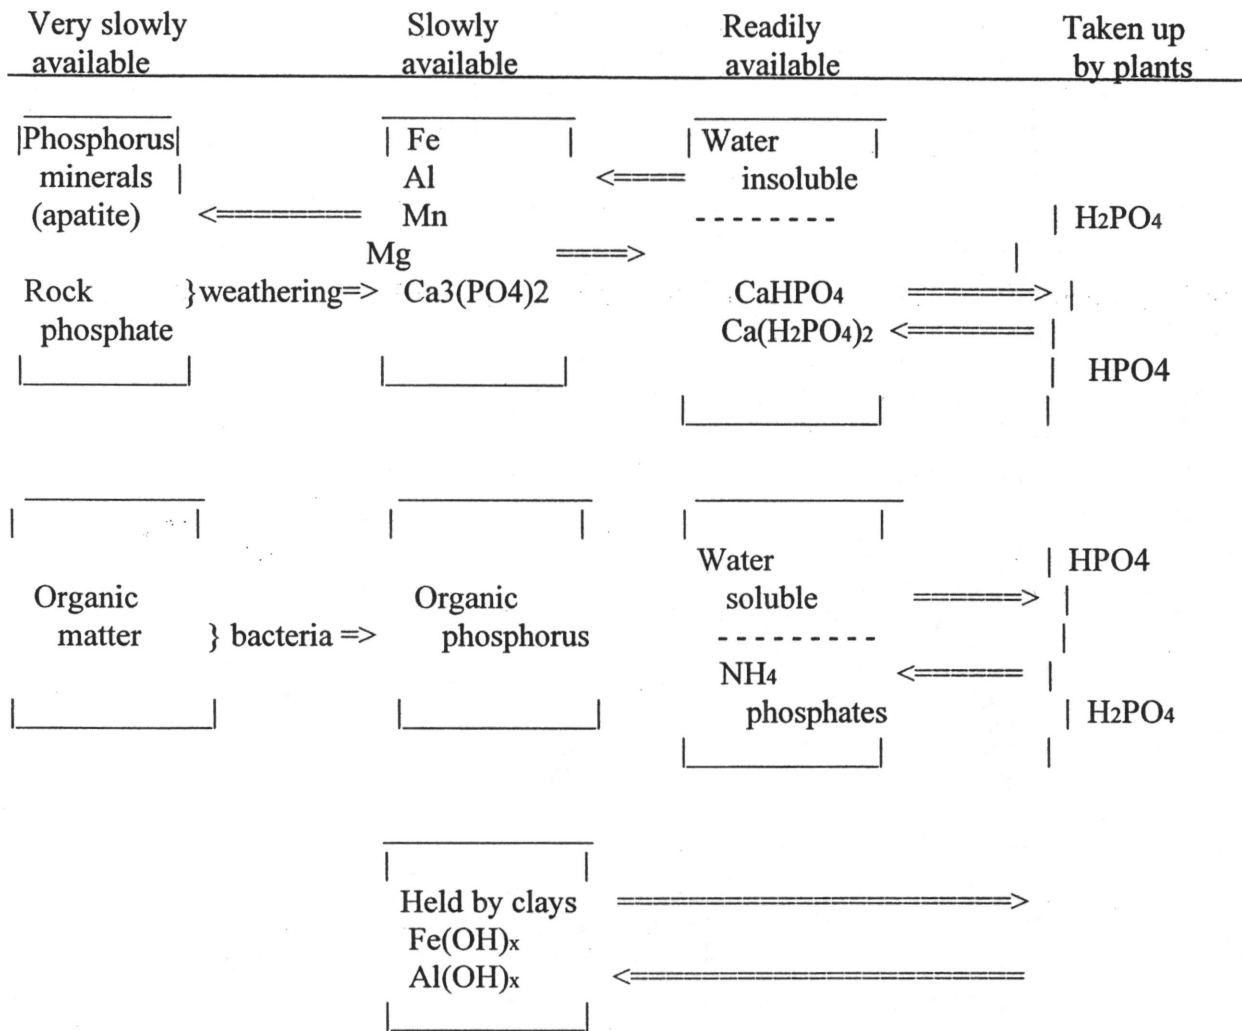 Very slowly Slowly Readily Taken up
available available available by plants
|Phosphorus| | Fe | | Water |
minerals | Al <==== insoluble
(apatite) <======= Mn -------- | H₂PO₄
Mg ====> |
Rock }weathering=> Ca3(PO4)2 CaHPO₄ =======> |
phosphate Ca(H₂PO₄)₂ <======= |
| HPO4
Water | HPO4
Organic Organic soluble ======> |
matter } bacteria => phosphorus --------- |
NH₄ <====== |
phosphates | H₂PO₄
Held by clays ======================>
Fe(OH)ₓ
Al(OH)ₓ <======================